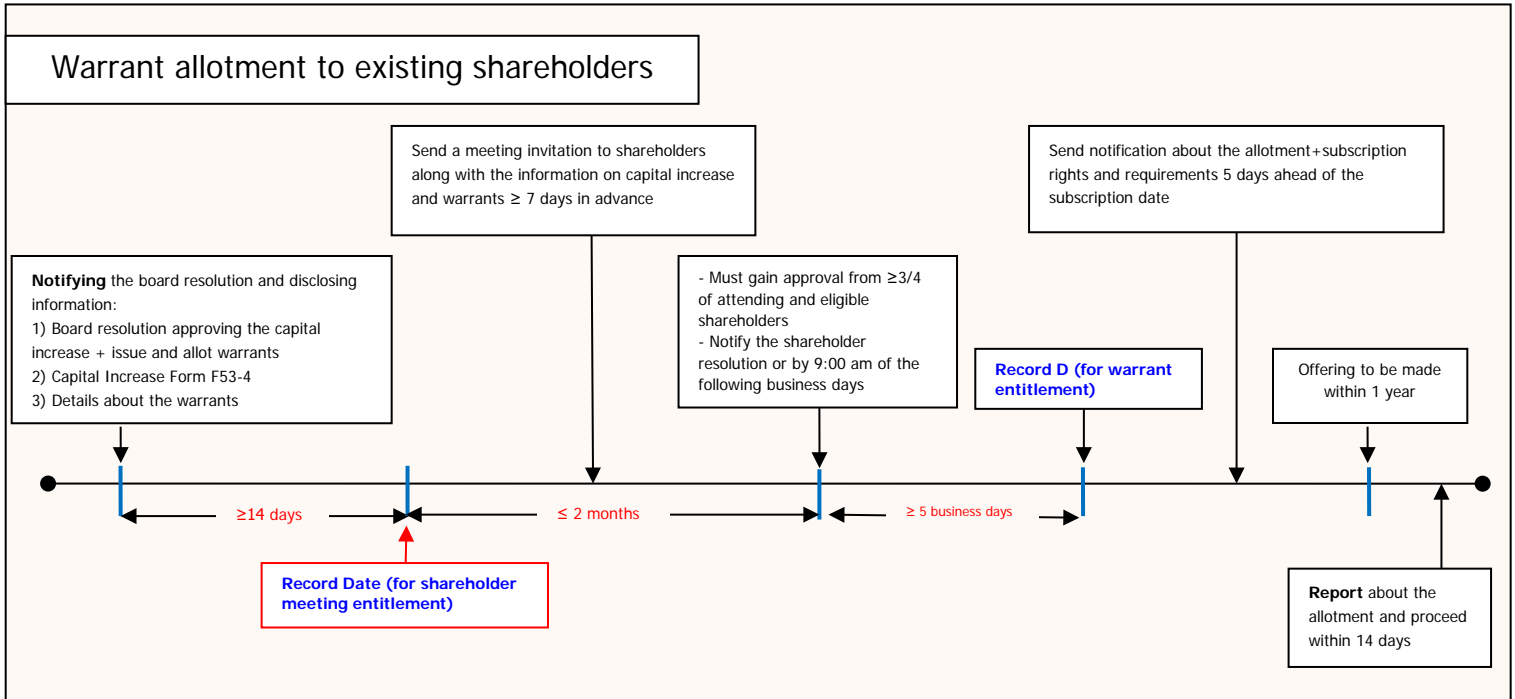 Warrant allotment to existing shareholders
Send a meeting invitation to shareholders
along with the information on capital increase
and warrants ≥ 7 days in advance
Send notification about the allotment+subscription
rights and requirements 5 days ahead of the
subscription date
Notifying the board resolution and disclosing
information:
1) Board resolution approving the capital
increase + issue and allot warrants
2) Capital Increase Form F53-4
3) Details about the warrants
- Must gain approval from ≥3/4
of attending and eligible
shareholders
- Notify the shareholder
resolution or by 9:00 am of the
following business days
Record D (for warrant
entitlement)
Offering to be made
within 1 year
≥14 days
≤ 2 months
≥ 5 business days
Record Date (for shareholder
meeting entitlement)
Report about the
allotment and proceed
within 14 days